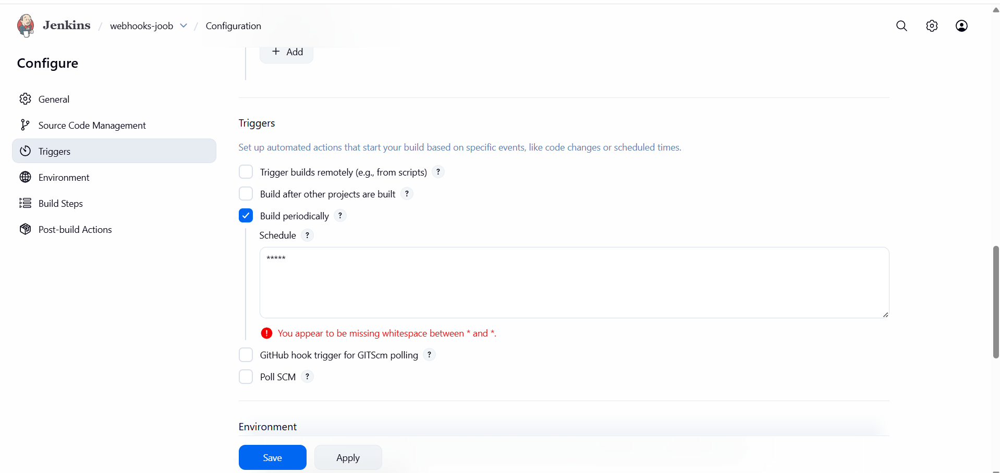 Jenkins / webhooks-joob / Configuration
+ Add
Configure
General
Source Code Management
Triggers
Environment
Build Steps
Post-build Actions
Triggers
Set up automated actions that start your build based on specific events, like code changes or scheduled times.
Trigger builds remotely (e.g., from scripts) ?
Build after other projects are built ?
Build periodically ?
Schedule ?
*****
You appear to be missing whitespace between * and *.
GitHub hook trigger for GITScm polling ?
Poll SCM ?
Environment
Save Apply